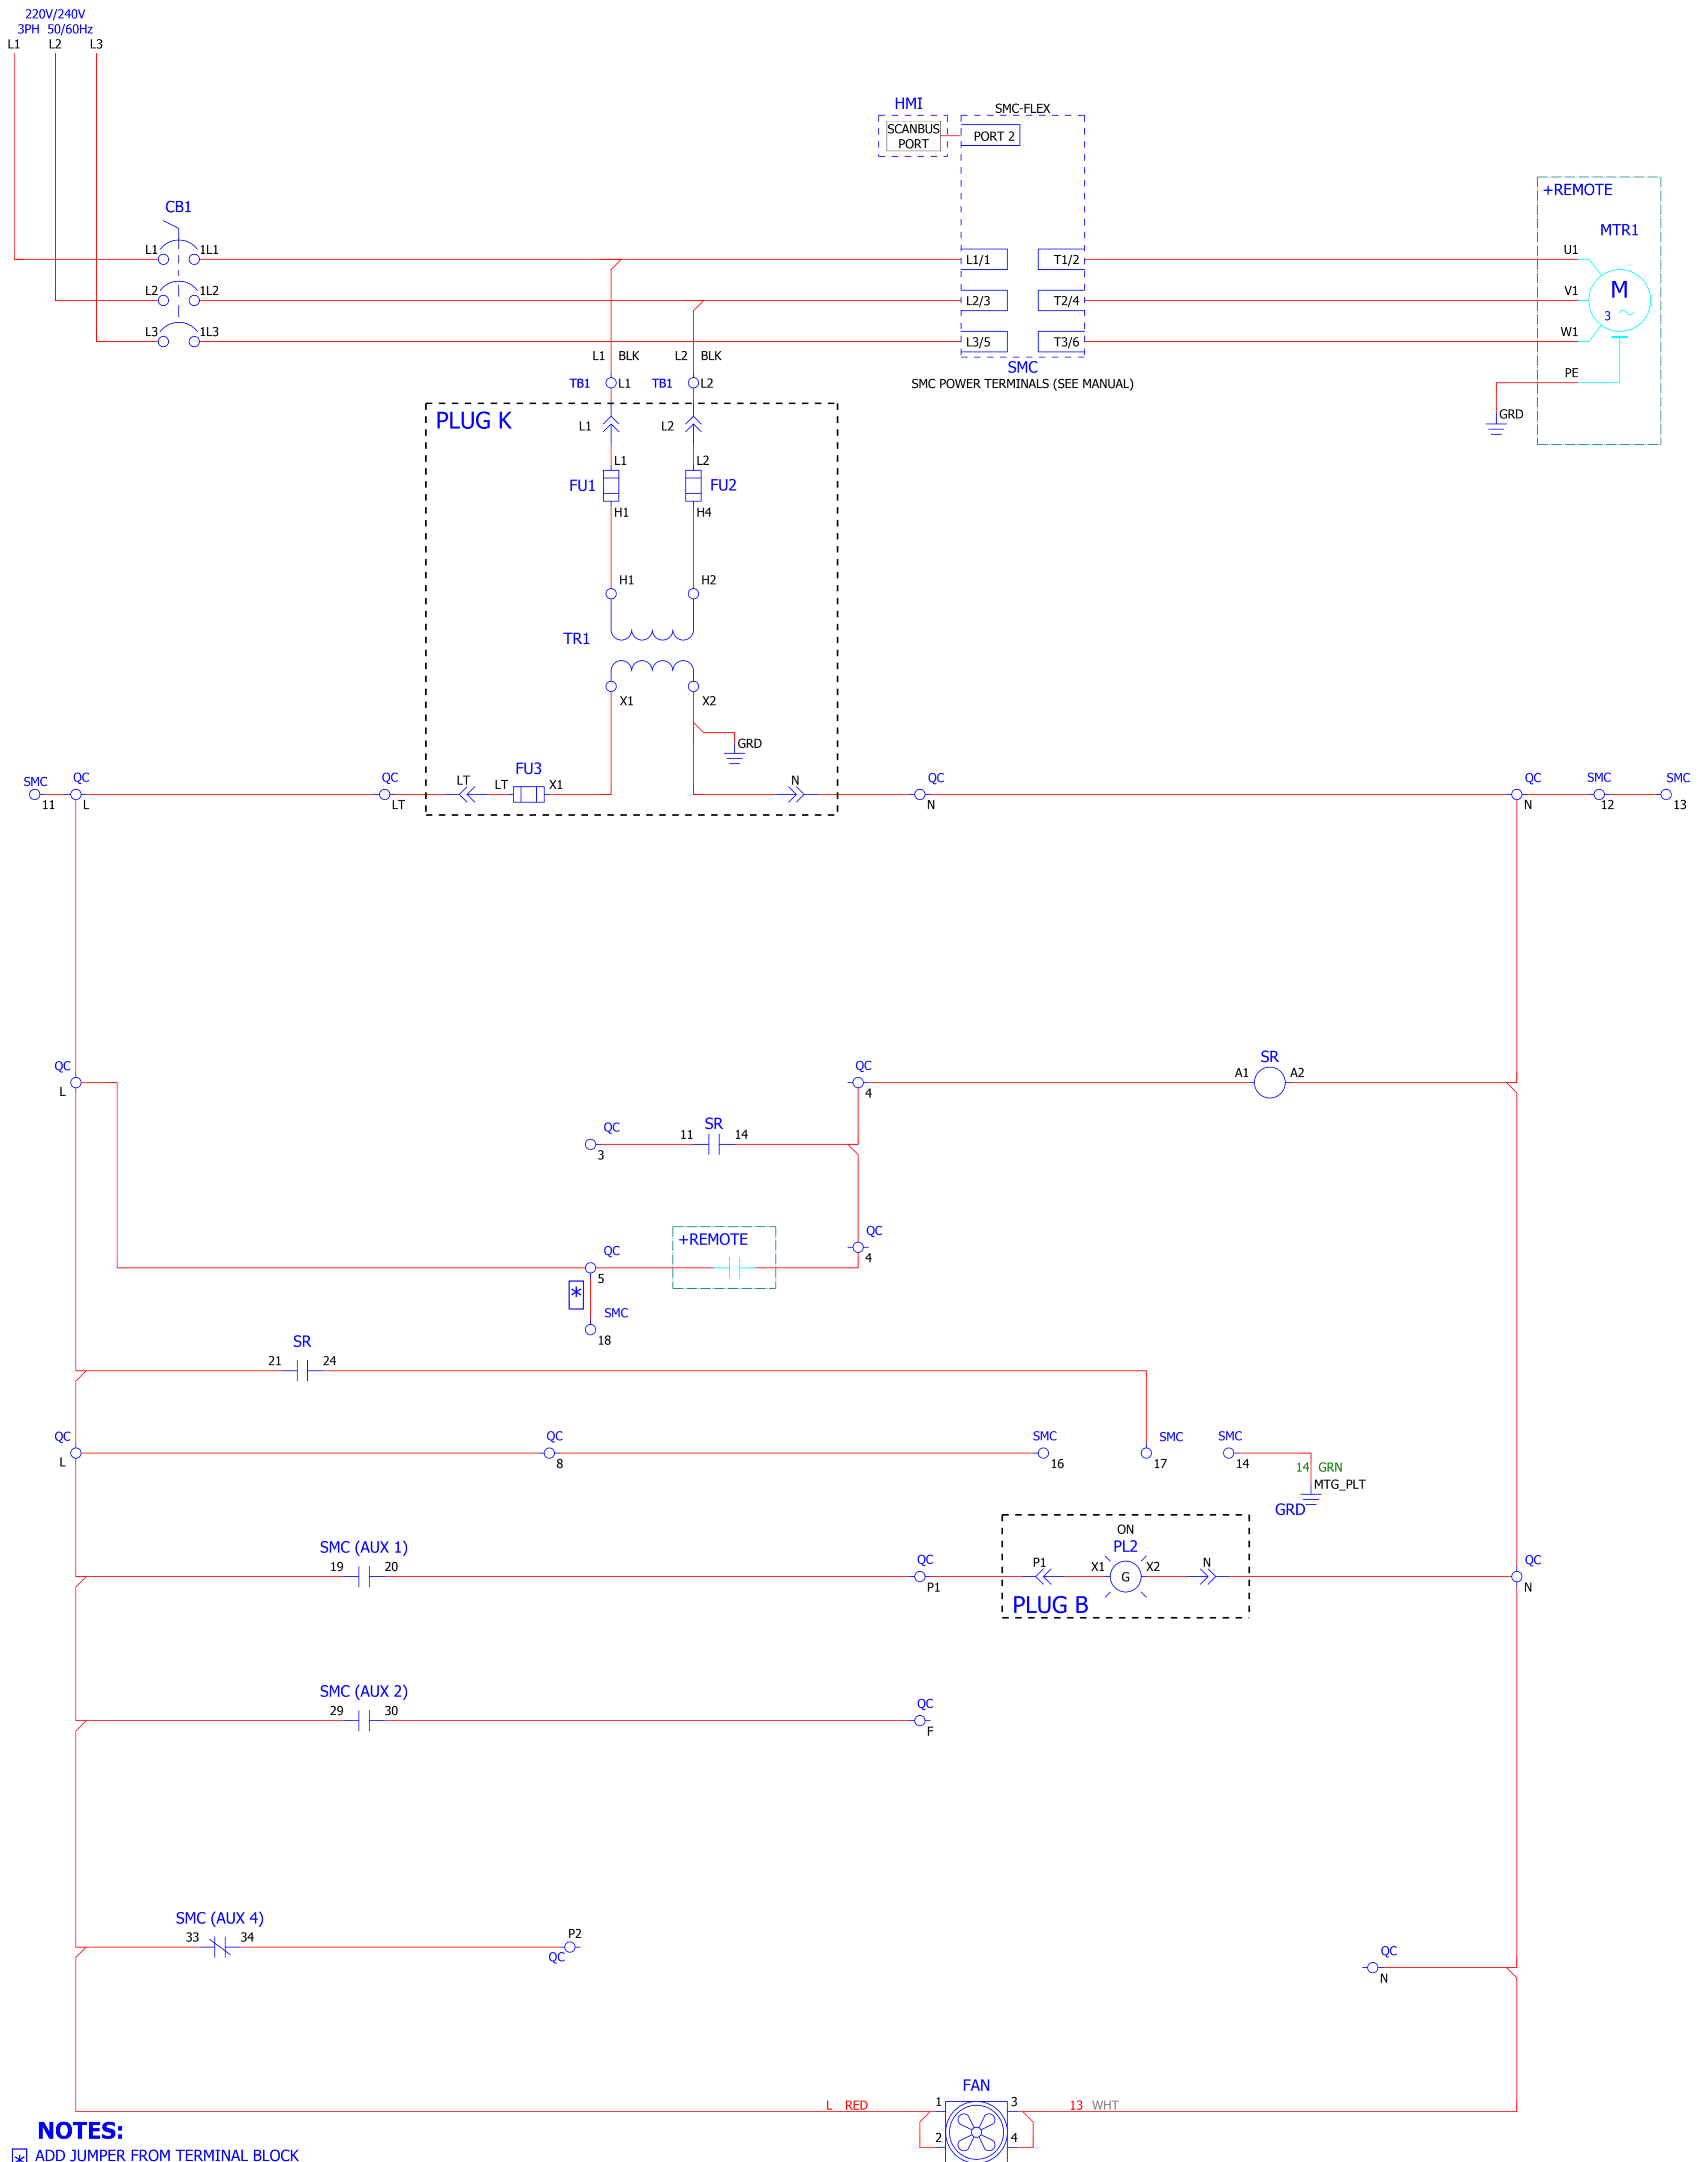 220V/240V
3PH 50/60Hz
L1 L2 L3
HMI
SCANBUS
PORT
SMC-FLEX
PORT 2
+REMOTE
MTR1
CB1
L1 1L1
L1/1 T1/2
U1
L2 1L2
L2/3 T2/4
V1
M
3
L3 1L3
L3/5 T3/6
W1
L1 BLK L2 BLK
SMC
SMC POWER TERMINALS (SEE MANUAL)
PE
GRD
TB1 L1 TB1 L2
PLUG K
L1 L2
L1 L2
FU1 FU2
H1 H4
H1 H2
TR1
X1 X2
GRD
FU3
SMC QC QC LT LT X1 N QC QC SMC SMC
11 L LT N N 12 13
QC QC SR
L 4 A1 A2
QC SR
3 11 14
+REMOTE
QC QC
5 4
*
SMC
18
SR
21 24
QC QC SMC SMC SMC
L 8 16 17 14
14 GRN
MTG_PLT
GRD
ON
PL2
SMC (AUX 1)
19 20
QC
P1
P1 X1 G X2 N
QC
N
PLUG B
SMC (AUX 2)
29 30
QC
F
SMC (AUX 4)
33 34
P2
QC
QC
N
FAN
L RED 1 3 13 WHT
2 4
NOTES:
* ADD JUMPER FROM TERMINAL BLOCK